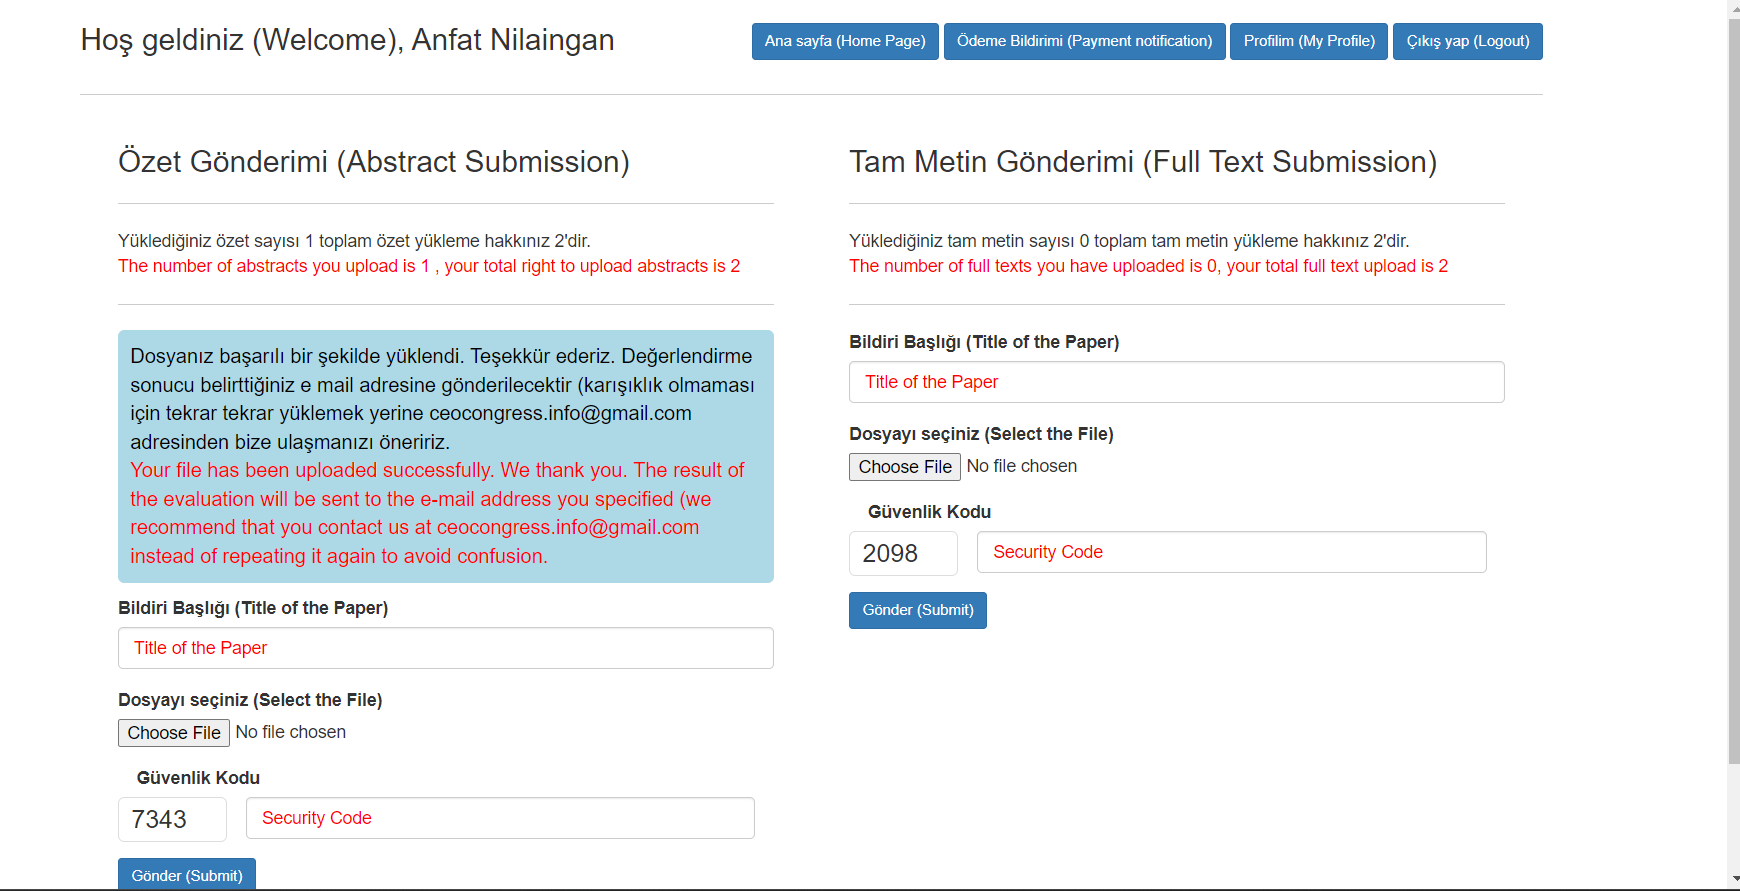 Hoş geldiniz (Welcome), Anfat Nilaingan
Ana sayfa (Home Page)
Ödeme Bildirimi (Payment notification)
Profilim (My Profile)
Çıkış yap (Logout)
Özet Gönderimi (Abstract Submission)
Yüklediğiniz özet sayısı 1 toplam özet yükleme hakkınız 2'dir.
The number of abstracts you upload is 1 , your total right to upload abstracts is 2
Dosyanız başarılı bir şekilde yüklendi. Teşekkür ederiz. Değerlendirme
sonucu belirttiğiniz e mail adresine gönderilecektir (karışıklık olmaması
için tekrar tekrar yüklemek yerine ceocongress.info@gmail.com
adresinden bize ulaşmanızı öneririz.
Your file has been uploaded successfully. We thank you. The result of
the evaluation will be sent to the e-mail address you specified (we
recommend that you contact us at ceocongress.info@gmail.com
instead of repeating it again to avoid confusion.
Bildiri Başlığı (Title of the Paper)
Title of the Paper
Dosyayı seçiniz (Select the File)
Choose File No file chosen
Güvenlik Kodu
7343 Security Code
Gönder (Submit)
Tam Metin Gönderimi (Full Text Submission)
Yüklediğiniz tam metin sayısı 0 toplam tam metin yükleme hakkınız 2'dir.
The number of full texts you have uploaded is 0, your total full text upload is 2
Bildiri Başlığı (Title of the Paper)
Title of the Paper
Dosyayı seçiniz (Select the File)
Choose File No file chosen
Güvenlik Kodu
2098 Security Code
Gönder (Submit)